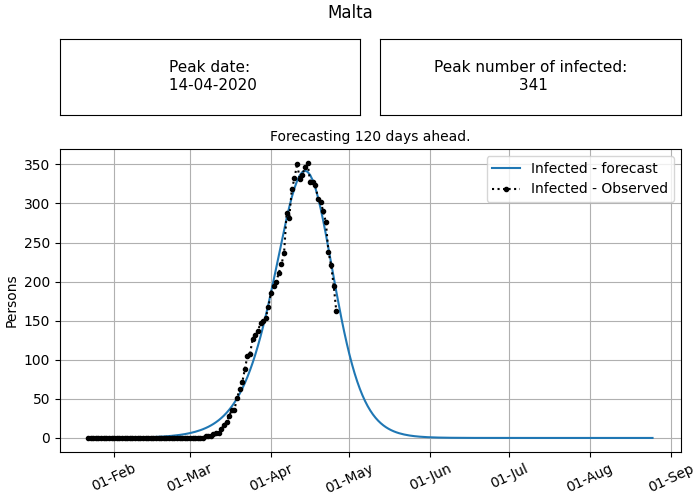 Malta
Peak date:
14-04-2020
Peak number of infected:
341
Forecasting 120 days ahead.
Infected - forecast
Infected - Observed
Persons
350
300
250
200
150
100
50
0
01-Feb
01-Mar
01-Apr
01-May
01-Jun
01-Jul
01-Aug
01-Sep